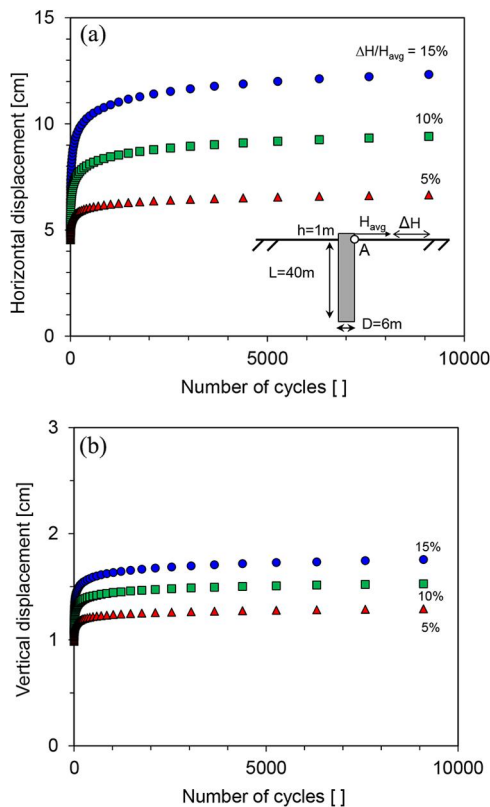 (a)
ΔH/Havg = 15%
10%
5%
15
10
5
0
Horizontal displacement [cm]
h=1m
Havg
ΔH
A
L=40m
D=6m
0
5000
10000
Number of cycles [ ]
(b)
3
2
1
0
Vertical displacement [cm]
15%
10%
5%
0
5000
10000
Number of cycles [ ]